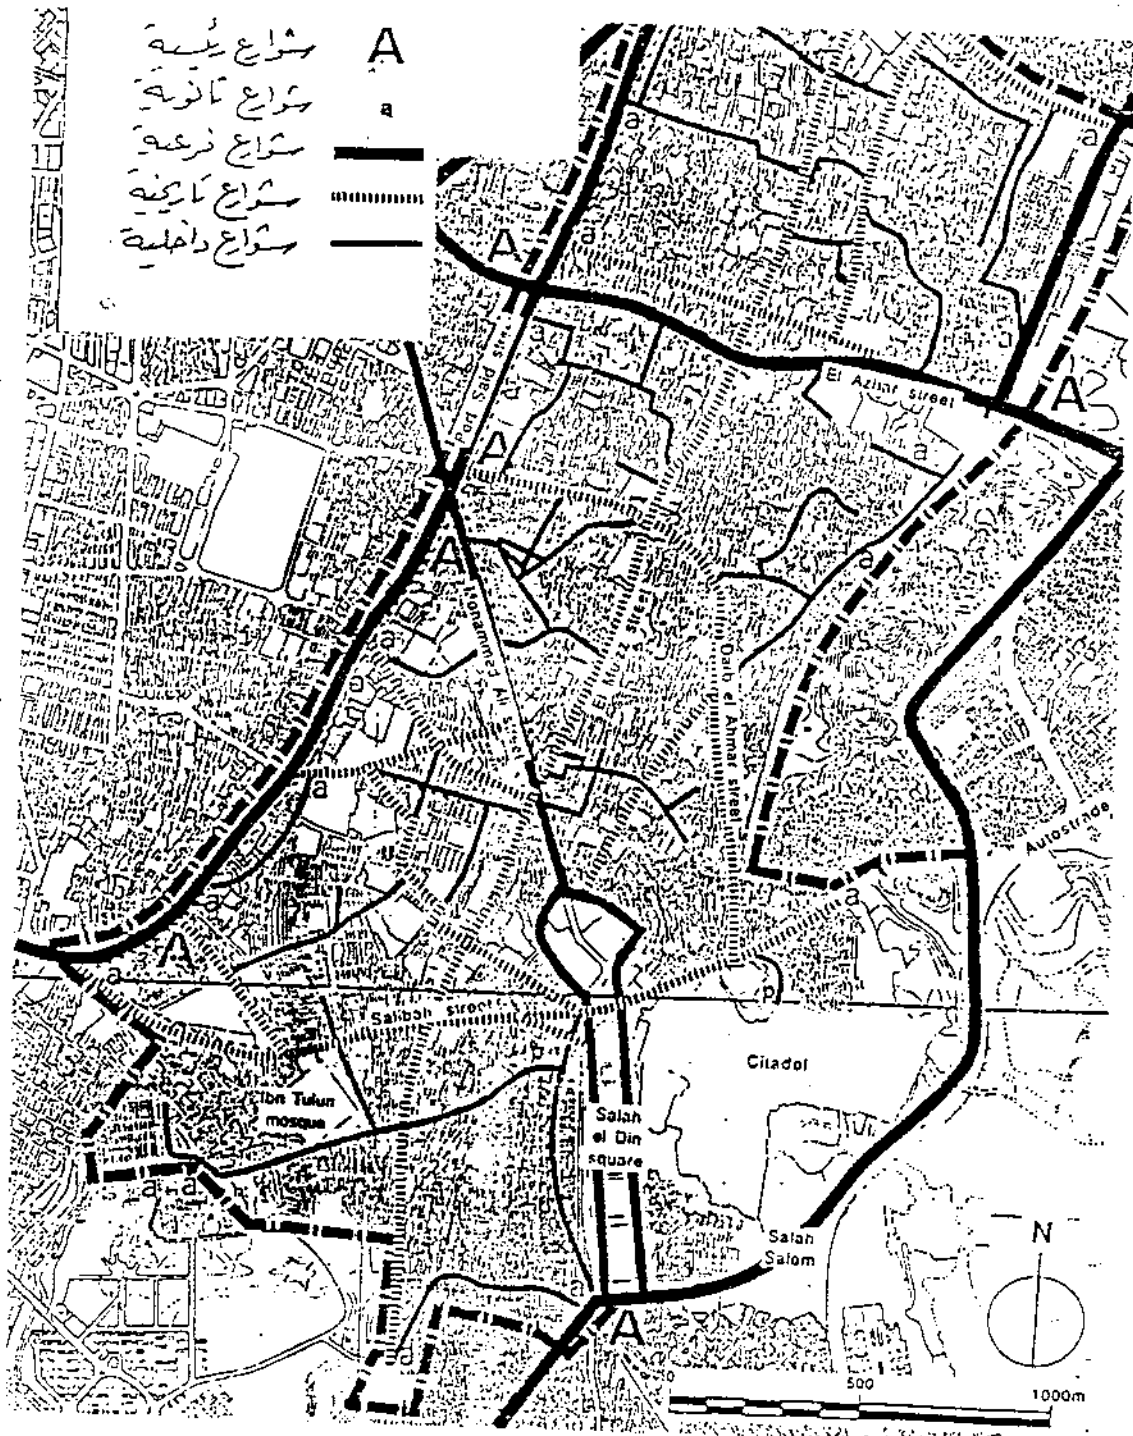 شوارع رئيسية A
شوارع ثانوية a
شوارع فرعية
شوارع تاريخية
شوارع داخلية
a
a
A
a
Port Said street
a
a
El Azhar street
A
a
A
a
A
Mohammed Ali street
El Muizz street
Darb el Ahmar street
a
a
a
Autostrade
a
a
A
a
Salibah street
Citadel
Ibn Tulun
mosque
Salah
el Din
square
a
a
Salah
Salem
N
a
A
a
0 500 1000m